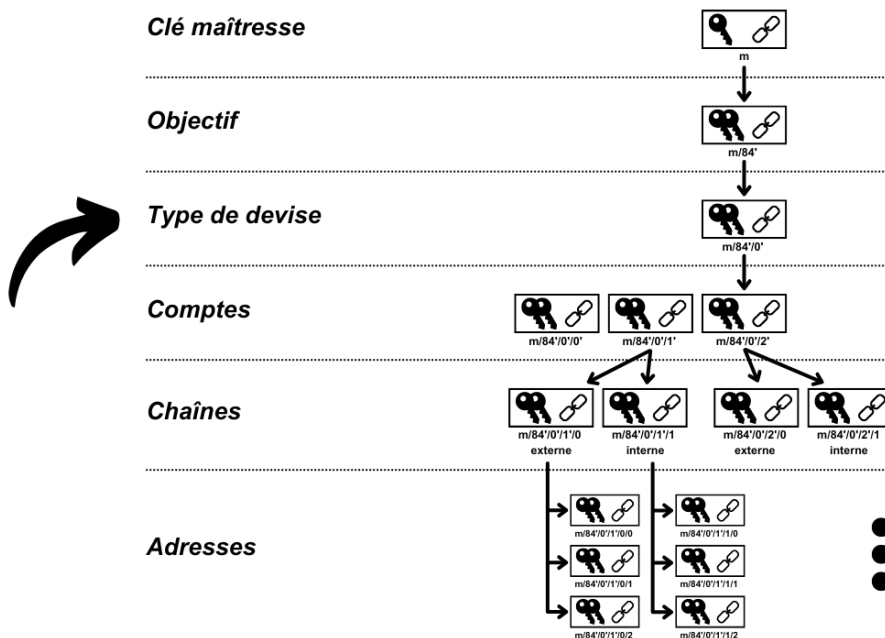 Clé maîtresse
m
Objectif
m/84'
Type de devise
m/84'/0'
Comptes
m/84'/0'/0' m/84'/0'/1' m/84'/0'/2'
Chaînes
m/84'/0'/1'/0 m/84'/0'/1'/1 m/84'/0'/2'/0 m/84'/0'/2'/1
externe interne externe interne
Adresses
m/84'/0'/1'/0/0 m/84'/0'/1'/1/0
m/84'/0'/1'/0/1 m/84'/0'/1'/1/1
m/84'/0'/1'/0/2 m/84'/0'/1'/1/2